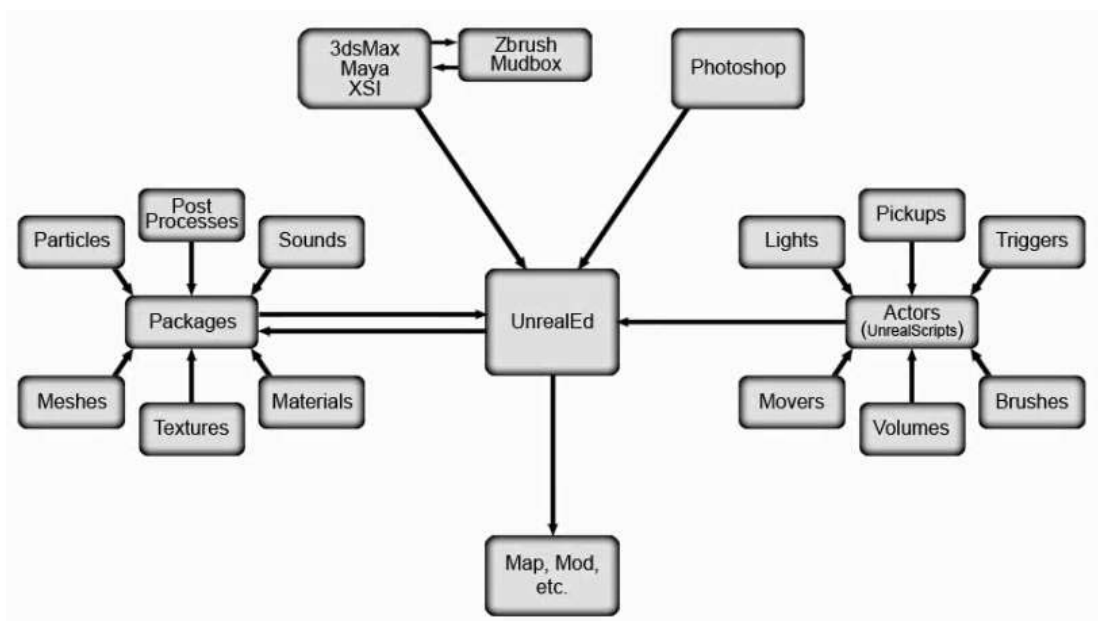 3dsMax
Maya
XSI
Zbrush
Mudbox
Photoshop
Particles
Post
Processes
Sounds
Packages
Meshes
Textures
Materials
UnrealEd
Lights
Pickups
Triggers
Actors
(UnrealScripts)
Movers
Volumes
Brushes
Map, Mod,
etc.